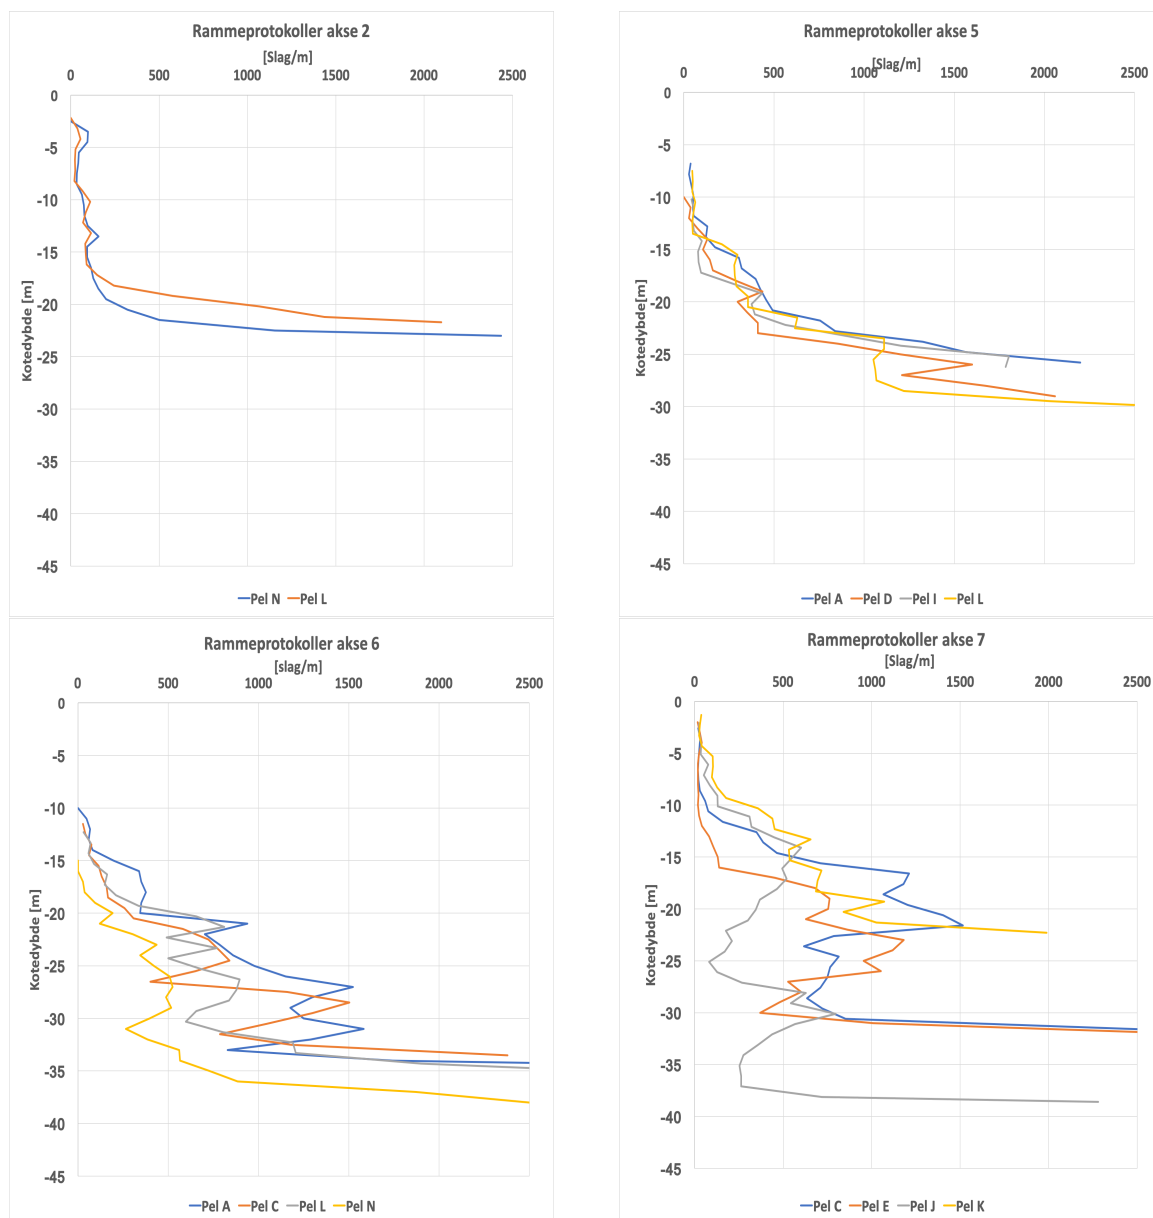 Rammeprotokoller akse 2
[Slag/m]
0 500 1000 1500 2000 2500
0
-5
-10
-15
-20
-25
-30
-35
-40
-45
Kotedybde [m]
Pel N Pel L
Rammeprotokoller akse 5
[Slag/m]
0 500 1000 1500 2000 2500
0
-5
-10
-15
-20
-25
-30
-35
-40
-45
Kotedybde[m]
Pel A Pel D Pel I Pel L
Rammeprotokoller akse 6
[slag/m]
0 500 1000 1500 2000 2500
0
-5
-10
-15
-20
-25
-30
-35
-40
-45
Kotedybde [m]
Pel A Pel C Pel L Pel N
Rammeprotokoller akse 7
[Slag/m]
0 500 1000 1500 2000 2500
0
-5
-10
-15
-20
-25
-30
-35
-40
-45
Kotedybde [m]
Pel C Pel E Pel J Pel K